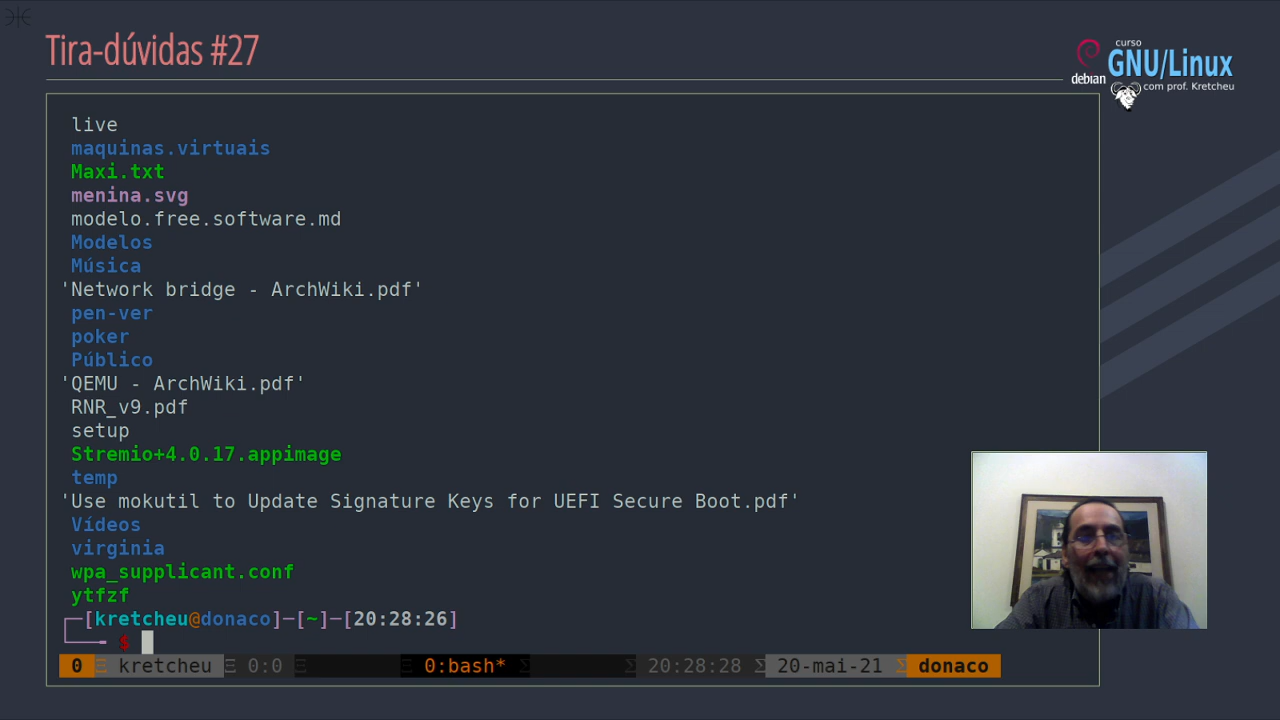 Tira-dúvidas #27
curso
GNU/Linux
debian
com prof. Kretcheu
live
maquinas.virtuais
Maxi.txt
menina.svg
modelo.free.software.md
Modelos
Música
'Network bridge - ArchWiki.pdf'
pen-ver
poker
Público
'QEMU - ArchWiki.pdf'
RNR_v9.pdf
setup
Stremio+4.0.17.appimage
temp
'Use mokutil to Update Signature Keys for UEFI Secure Boot.pdf'
Vídeos
virginia
wpa_supplicant.conf
ytfzf
┌─[kretcheu@donaco]─[~]─[20:28:26]
└──╼ $
0 Ξ kretcheu Ξ 0:0 Ξ 0:bash* Σ Σ 20:28:28 Σ 20-mai-21 Σ donaco